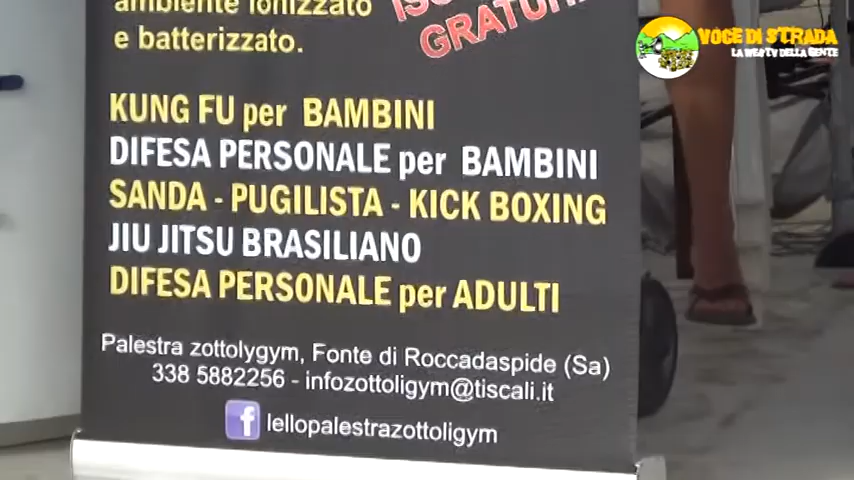 ambiente ionizzato
e batterizzato.
GRATUI
KUNG FU per BAMBINI
DIFESA PERSONALE per BAMBINI
SANDA - PUGILISTA - KICK BOXING
JIU JITSU BRASILIANO
DIFESA PERSONALE per ADULTI
Palestra zottolygym, Fonte di Roccadaspide (Sa)
338 5882256 - infozottoligym@tiscali.it
f lellopalestrazottoligym
VOCE DI STRADA
LA WEB TV DELLA GENTE